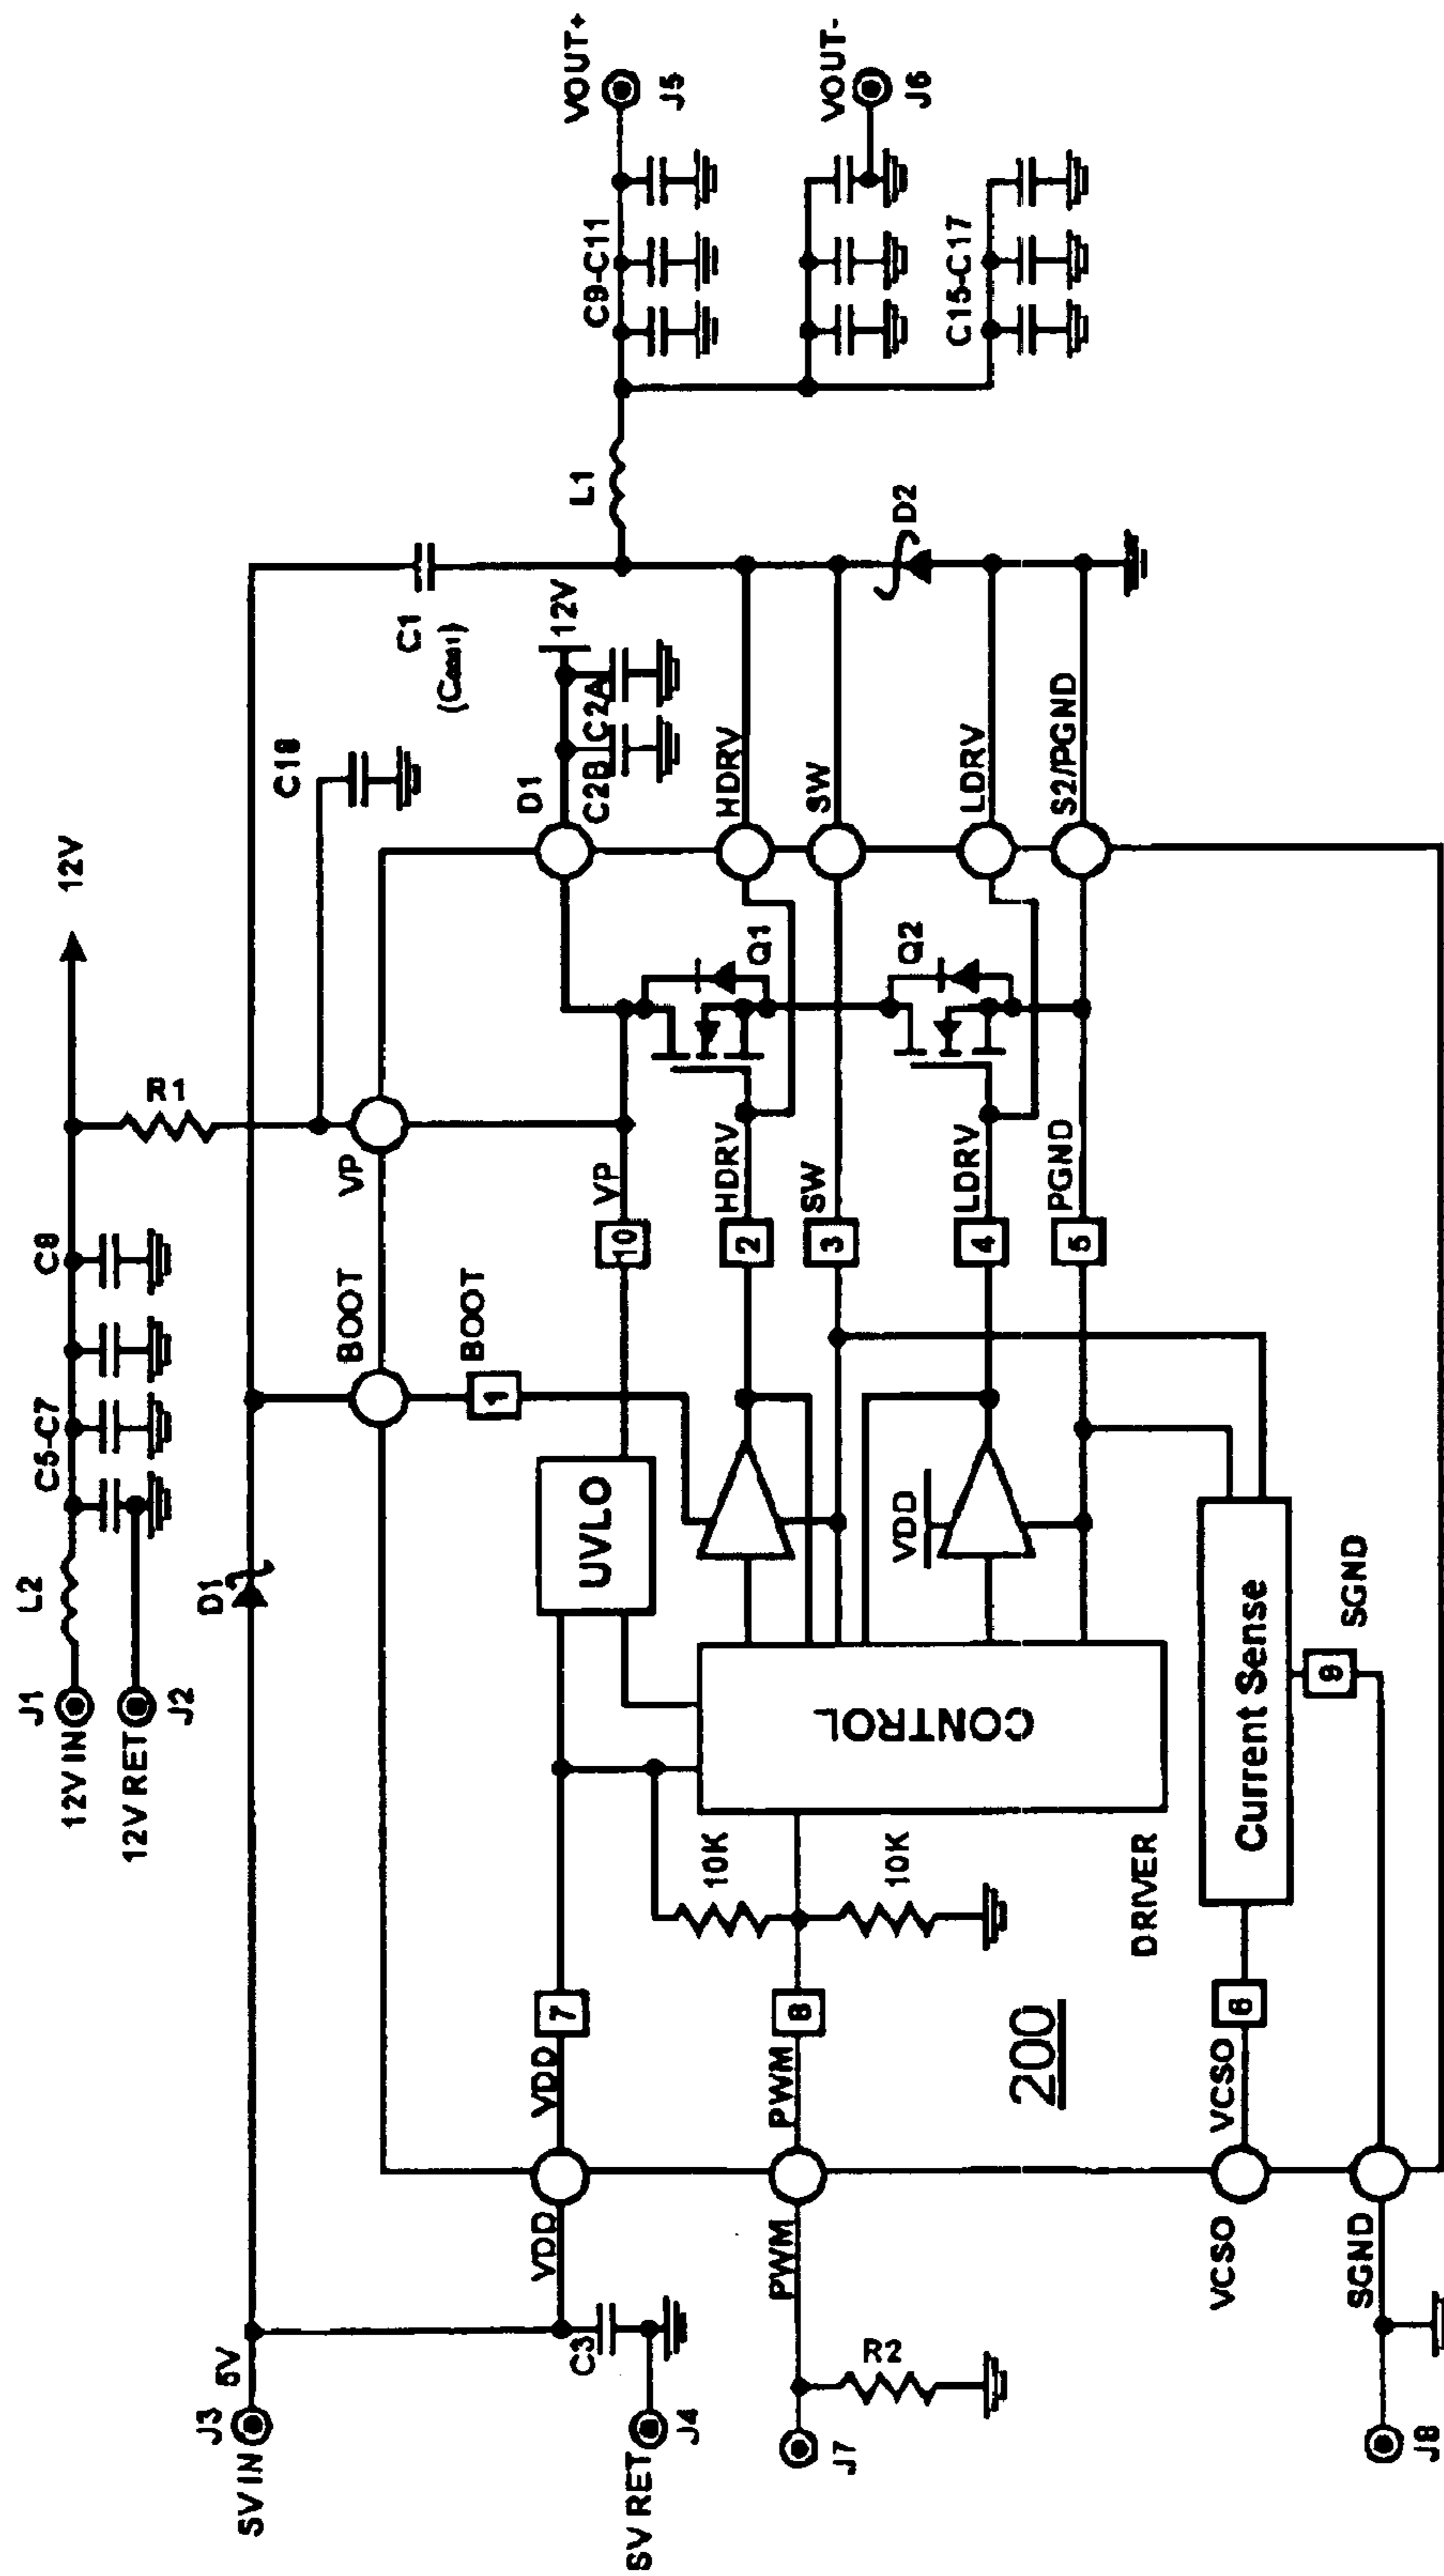 J1
12V IN
L2
C5-C7
C8
12V
12V RET
J2
R1
C18
J3
5V IN
5V
D1
BOOT
VP
C1
BOOT
1
L1
VOUT+
J5
C9-C11
VDD
VDD
7
UVLO
10
VP
D1
C2B
C2A
12V
C3
5V RET
J4
10K
10K
CONTROL
VDD
HDRV
2
HDRV
Q1
SW
3
SW
D2
VOUT-
J6
C15-C17
PWM
PWM
8
J7
R2
LDRV
4
LDRV
Q2
PGND
5
S2/PGND
DRIVER
200
VCSO
VCSO
6
Current Sense
9
SGND
SGND
J8